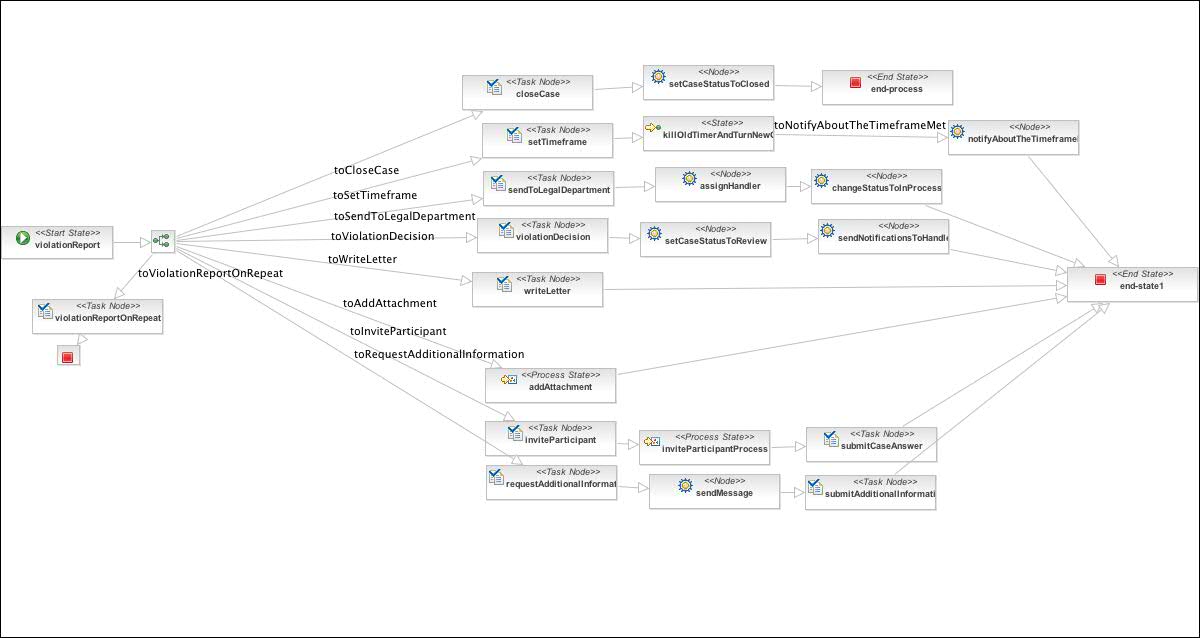 <<Task Node>>
closeCase
<<Node>>
setCaseStatusToClosed
<<End State>>
end-process
<<Task Node>>
setTimeframe
<<State>>
killOldTimerAndTurnNew
toNotifyAboutTheTimeframeMet
<<Node>>
notifyAboutTheTimeframe
toCloseCase
<<Task Node>>
sendToLegalDepartment
<<Node>>
assignHandler
<<Node>>
changeStatusToInProcess
toSetTimeframe
toSendToLegalDepartment
<<Start State>>
violationReport
toViolationDecision
<<Task Node>>
violationDecision
<<Node>>
setCaseStatusToReview
<<Node>>
sendNotificationsToHandle
toWriteLetter
toViolationReportOnRepeat
<<Task Node>>
writeLetter
<<End State>>
end-state1
<<Task Node>>
violationReportOnRepeat
toAddAttachment
toInviteParticipant
toRequestAdditionalInformation
<<Process State>>
addAttachment
<<Task Node>>
inviteParticipant
<<Process State>>
inviteParticipantProcess
<<Task Node>>
submitCaseAnswer
<<Task Node>>
requestAdditionalInformat
<<Node>>
sendMessage
<<Task Node>>
submitAdditionalInformati